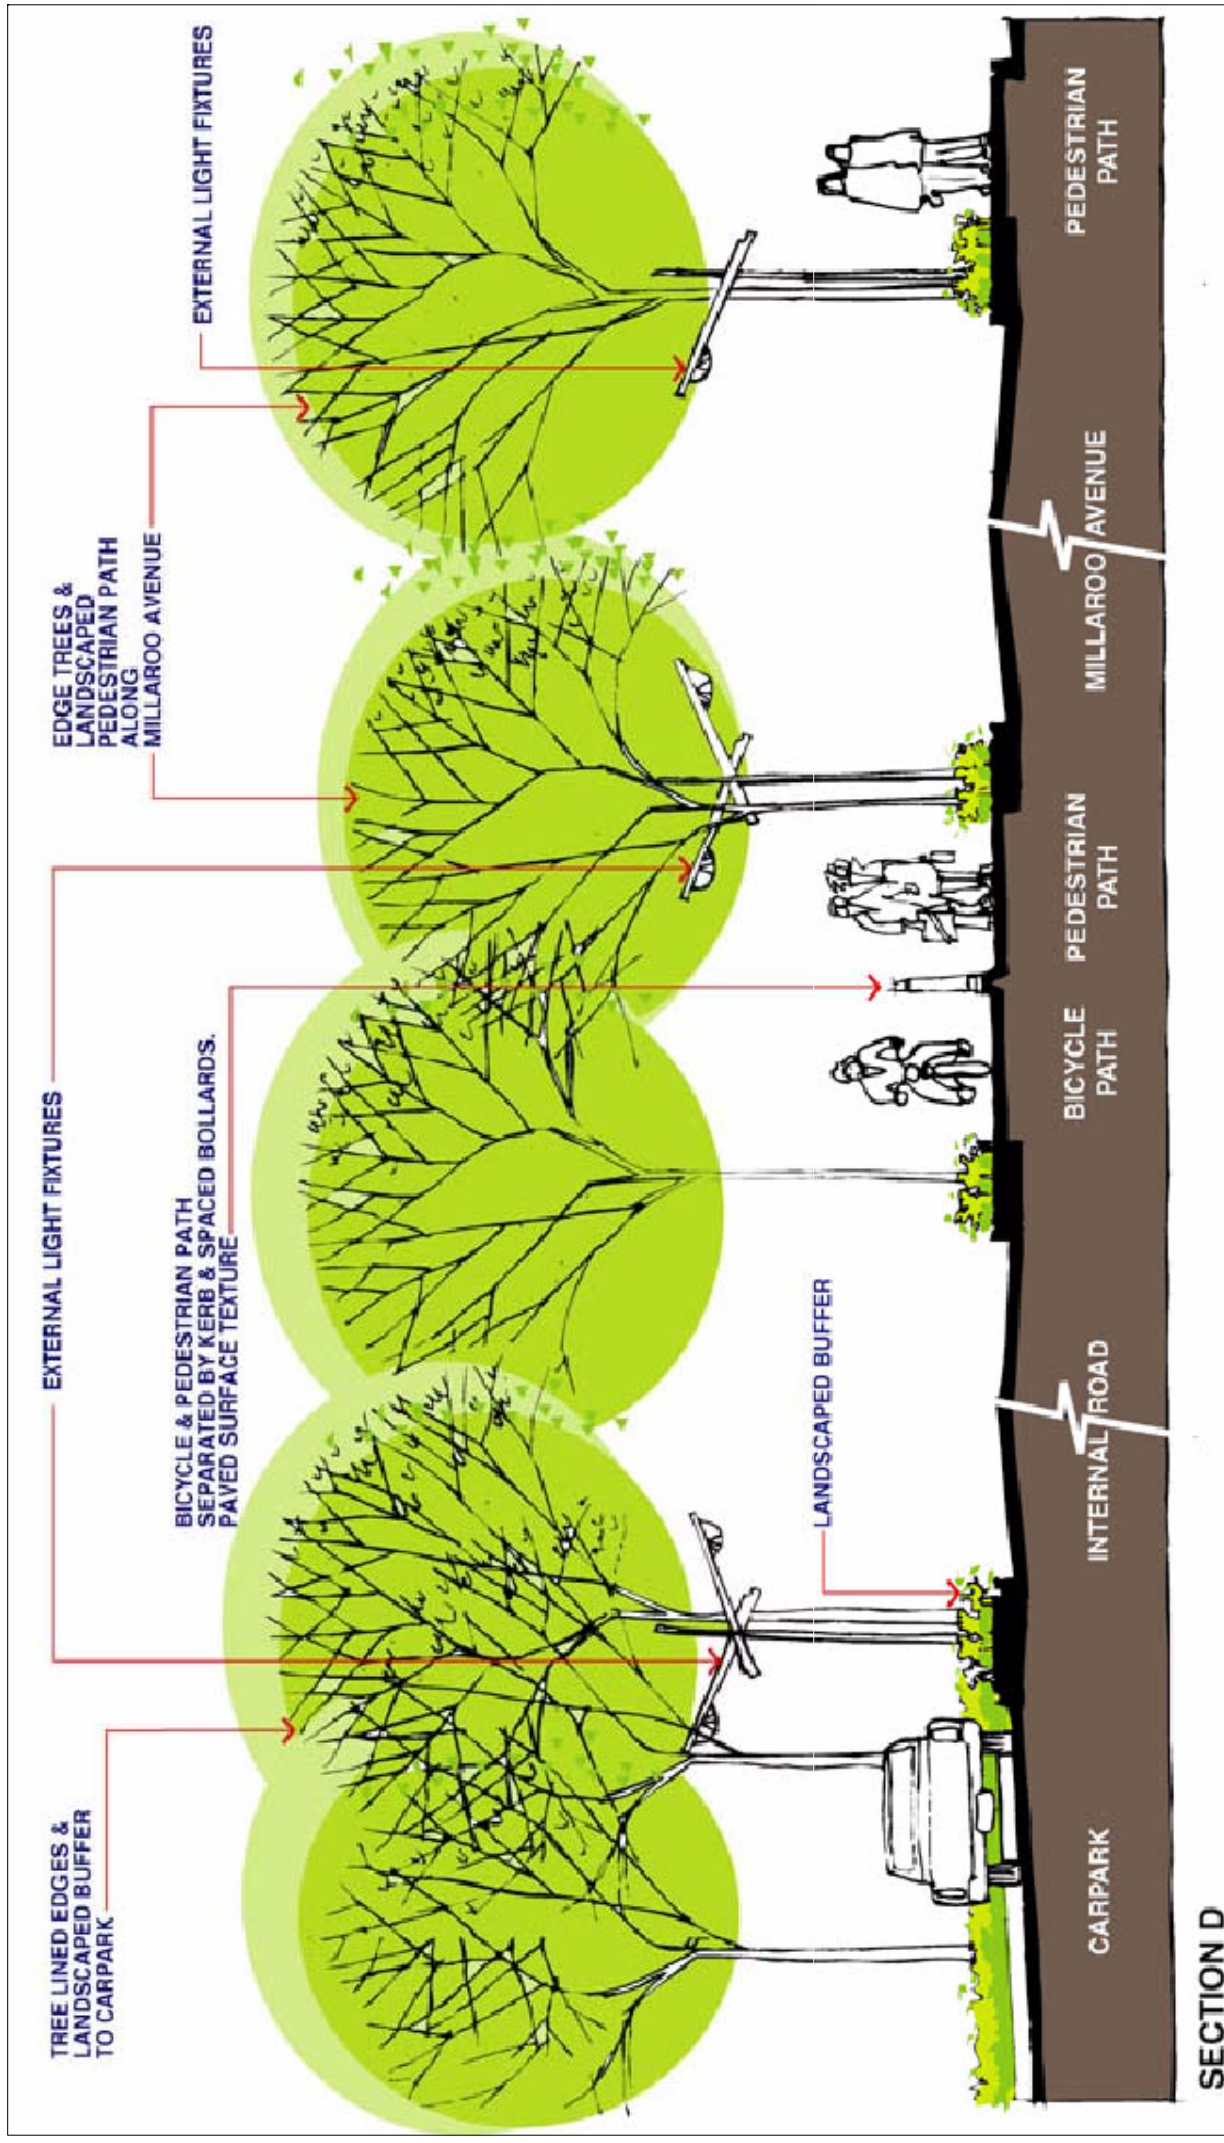 TREE LINED EDGES &
LANDSCAPED BUFFER
TO CARPARK
EXTERNAL LIGHT FIXTURES
BICYCLE & PEDESTRIAN PATH
SEPARATED BY KERB & SPACED BOLLARDS.
PAVED SURFACE TEXTURE
EDGE TREES &
LANDSCAPED
PEDESTRIAN PATH
ALONG
MILLAROO AVENUE
EXTERNAL LIGHT FIXTURES
LANDSCAPED BUFFER
CARPARK
INTERNAL ROAD
BICYCLE
PATH
PEDESTRIAN
PATH
MILLAROO AVENUE
PEDESTRIAN
PATH
SECTION D